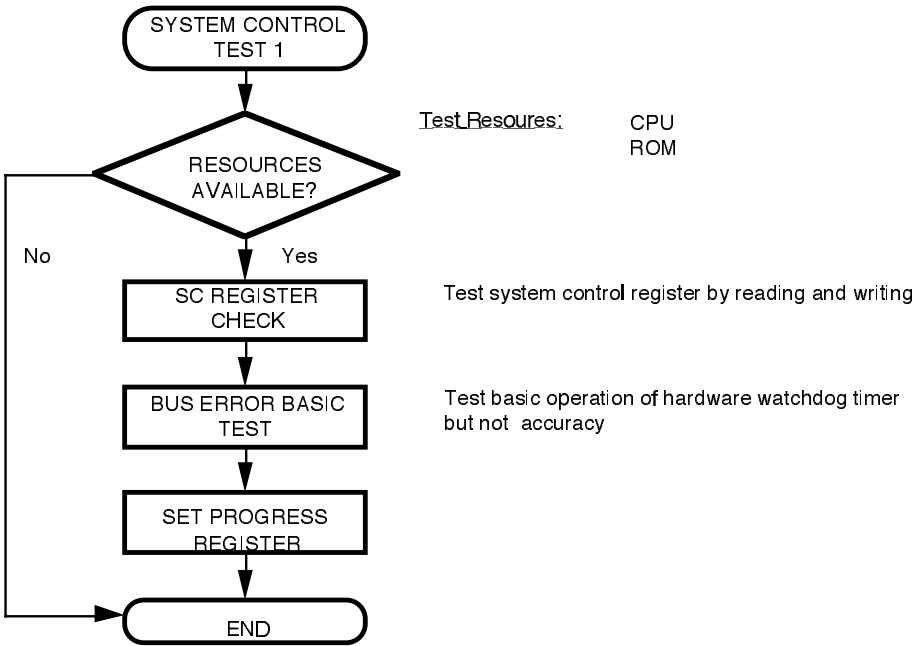 SYSTEM CONTROL
TEST 1
Test Resoures:
CPU
ROM
RESOURCES
AVAILABLE?
No
Yes
SC REGISTER
CHECK
Test system control register by reading and writing
BUS ERROR BASIC
TEST
Test basic operation of hardware watchdog timer
but not accuracy
SET PROGRESS
REGISTER
END